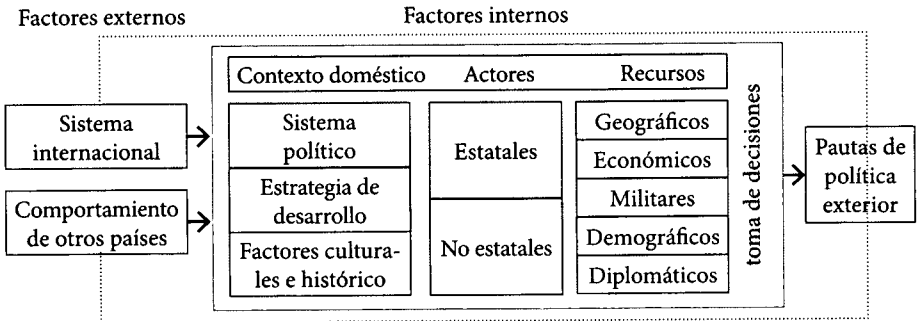 Factores externos
Factores internos
Contexto doméstico
Actores
Recursos
Sistema
internacional
Comportamiento
de otros países
Sistema
político
Estrategia de
desarrollo
Factores cultura-
les e histórico
Estatales
No estatales
Geográficos
Económicos
Militares
Demográficos
Diplomáticos
toma de decisiones
Pautas de
política
exterior